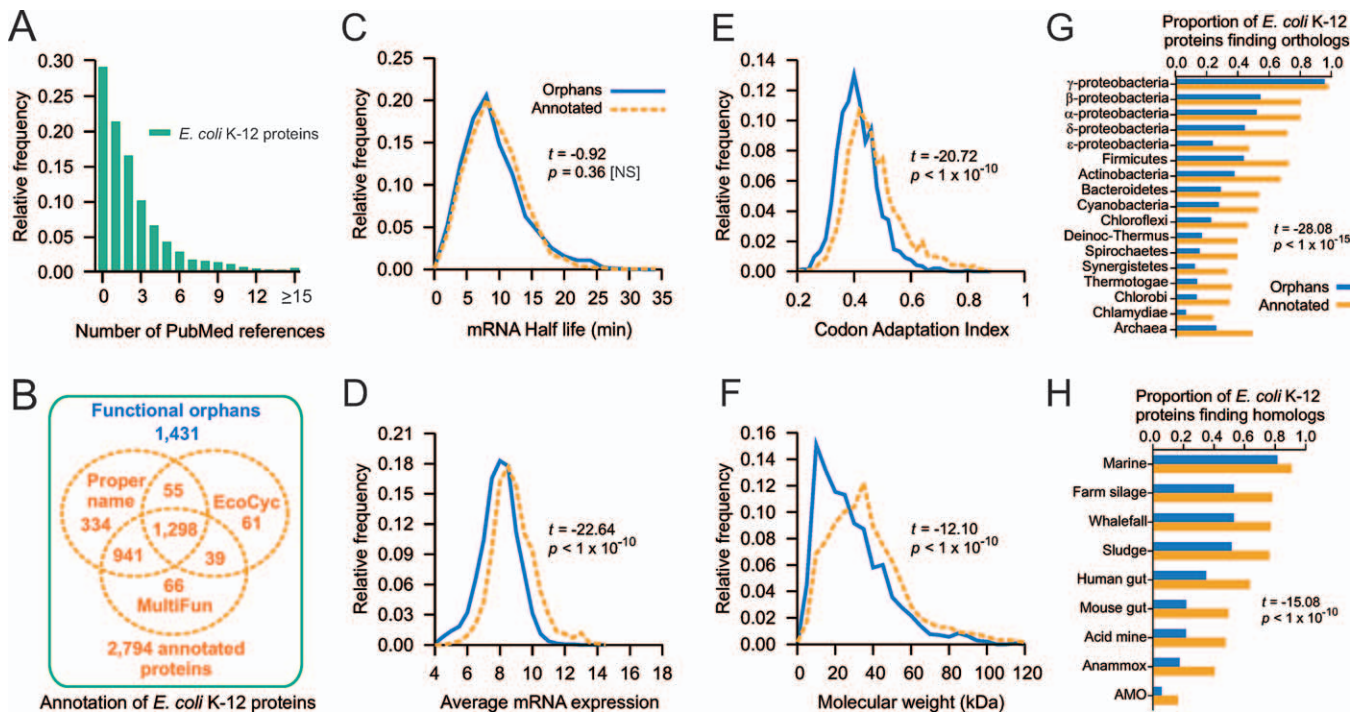 A
0.30
0.25
0.20
0.15
0.10
0.05
0.00
Relative frequency
E. coli K-12 proteins
0 3 6 9 12 ≥15
Number of PubMed references
B
Functional orphans
1,431
Proper
name
334
55
EcoCyc
61
1,298
941
39
66
MultiFun
2,794 annotated
proteins
Annotation of E. coli K-12 proteins
C
0.25
0.20
0.15
0.10
0.05
0.00
Relative frequency
Orphans
Annotated
t = -0.92
p = 0.36 [NS]
0 5 10 15 20 25 30 35
mRNA Half life (min)
D
0.21
0.18
0.15
0.12
0.09
0.06
0.03
0.00
Relative frequency
t = -22.64
p < 1 x 10⁻¹⁰
4 6 8 10 12 14 16 18
Average mRNA expression
E
0.14
0.12
0.10
0.08
0.06
0.04
0.02
0.00
Relative frequency
t = -20.72
p < 1 x 10⁻¹⁰
0.2 0.4 0.6 0.8 1
Codon Adaptation Index
F
0.16
0.14
0.12
0.10
0.08
0.06
0.04
0.02
0.00
Relative frequency
t = -12.10
p < 1 x 10⁻¹⁰
0 20 40 60 80 100 120
Molecular weight (kDa)
G
Proportion of E. coli K-12
proteins finding orthologs
0.0 0.2 0.4 0.6 0.8 1.0
γ-proteobacteria
β-proteobacteria
α-proteobacteria
δ-proteobacteria
ε-proteobacteria
Firmicutes
Actinobacteria
Bacteroidetes
Cyanobacteria
Chloroflexi
Deinoc-Thermus
Spirochaetes
Synergistetes
Thermotogae
Chlorobi
Chlamydiae
Archaea
t = -28.08
p < 1 x 10⁻¹⁵
Orphans
Annotated
H
Proportion of E. coli K-12
proteins finding homologs
0.0 0.2 0.4 0.6 0.8 1.0
Marine
Farm silage
Whalefall
Sludge
Human gut
Mouse gut
Acid mine
Anammox
AMO
t = -15.08
p < 1 x 10⁻¹⁰